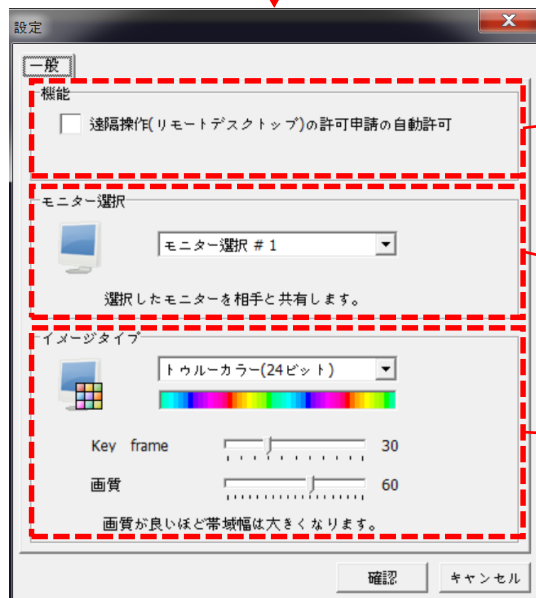 設定
一般
機能
遠隔操作(リモートデスクトップ)の許可申請の自動許可
モニター選択
モニター選択 # 1
選択したモニターを相手と共有します。
イメージタイプ
トゥルーカラー(24ビット)
Key frame 30
画質 60
画質が良いほど帯域幅は大きくなります。
確認 キャンセル